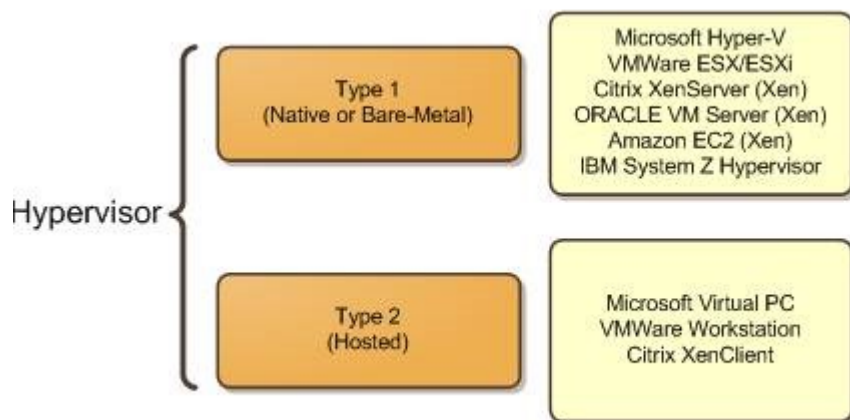 Hypervisor
Type 1
(Native or Bare-Metal)
Microsoft Hyper-V
VMWare ESX/ESXi
Citrix XenServer (Xen)
ORACLE VM Server (Xen)
Amazon EC2 (Xen)
IBM System Z Hypervisor
Type 2
(Hosted)
Microsoft Virtual PC
VMWare Workstation
Citrix XenClient